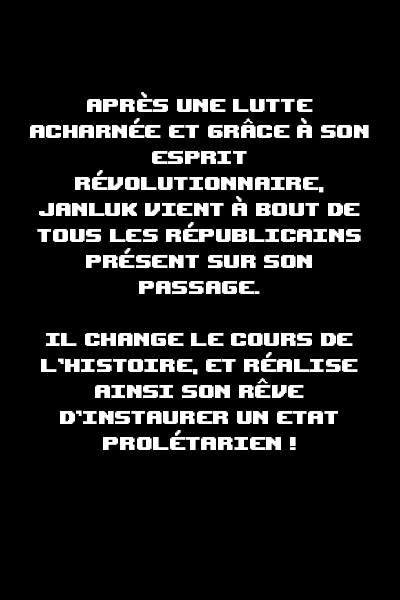 APRÈS UNE LUTTE
ACHARNÉE ET GRÂCE À SON
ESPRIT
RÉVOLUTIONNAIRE,
JANLUK VIENT À BOUT DE
TOUS LES RÉPUBLICAINS
PRÉSENT SUR SON
PASSAGE.
IL CHANGE LE COURS DE
L'HISTOIRE, ET RÉALISE
AINSI SON RÊVE
D'INSTAURER UN ETAT
PROLÉTARIEN !